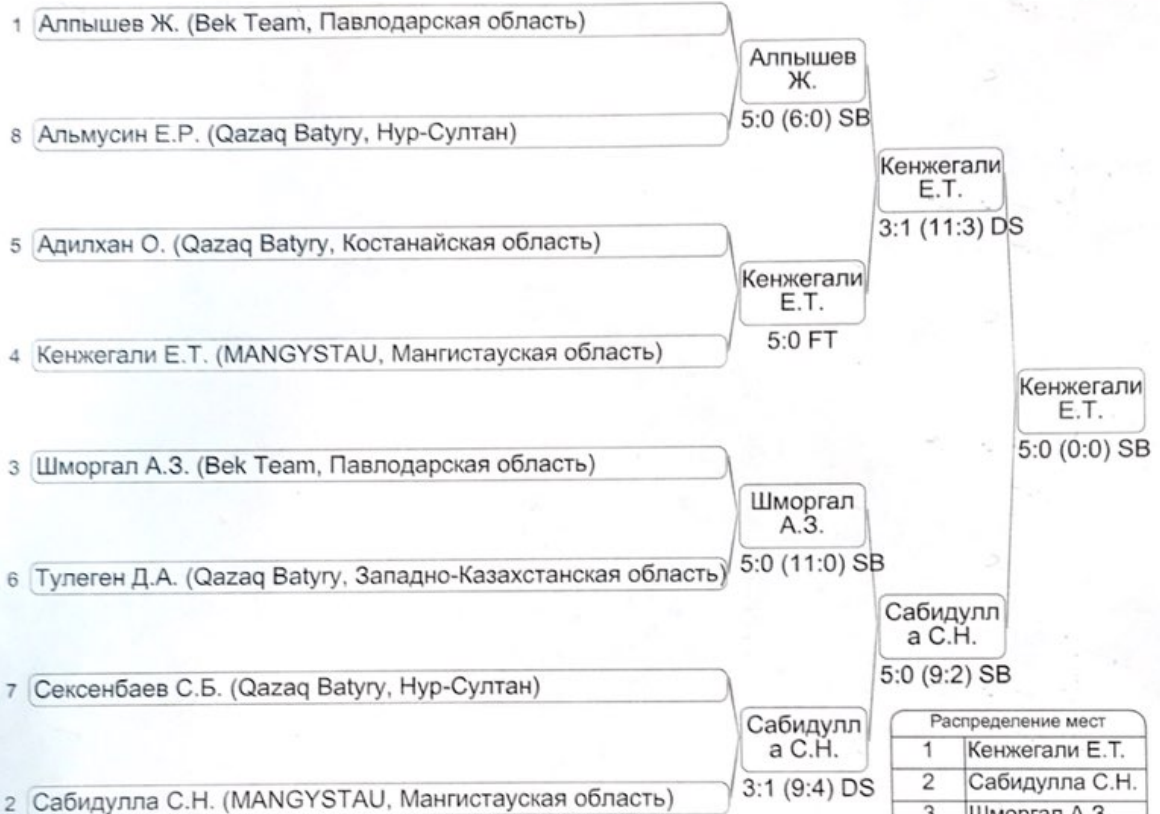 1 Алпышев Ж. (Bek Team, Павлодарская область)
Алпышев
Ж.
5:0 (6:0) SB
8 Альмусин Е.Р. (Qazaq Batyry, Нур-Султан)
Кенжегали
Е.Т.
3:1 (11:3) DS
5 Адилхан О. (Qazaq Batyry, Костанайская область)
Кенжегали
Е.Т.
5:0 FT
4 Кенжегали Е.Т. (MANGYSTAU, Мангистауская область)
Кенжегали
Е.Т.
5:0 (0:0) SB
3 Шморгал А.З. (Bek Team, Павлодарская область)
Шморгал
А.З.
5:0 (11:0) SB
6 Тулеген Д.А. (Qazaq Batyry, Западно-Казахстанская область)
Сабидулл
а С.Н.
5:0 (9:2) SB
7 Сексенбаев С.Б. (Qazaq Batyry, Нур-Султан)
Сабидулл
а С.Н.
3:1 (9:4) DS
2 Сабидулла С.Н. (MANGYSTAU, Мангистауская область)
Распределение мест
1 Кенжегали Е.Т.
2 Сабидулла С.Н.
3 Шморгал А.З.